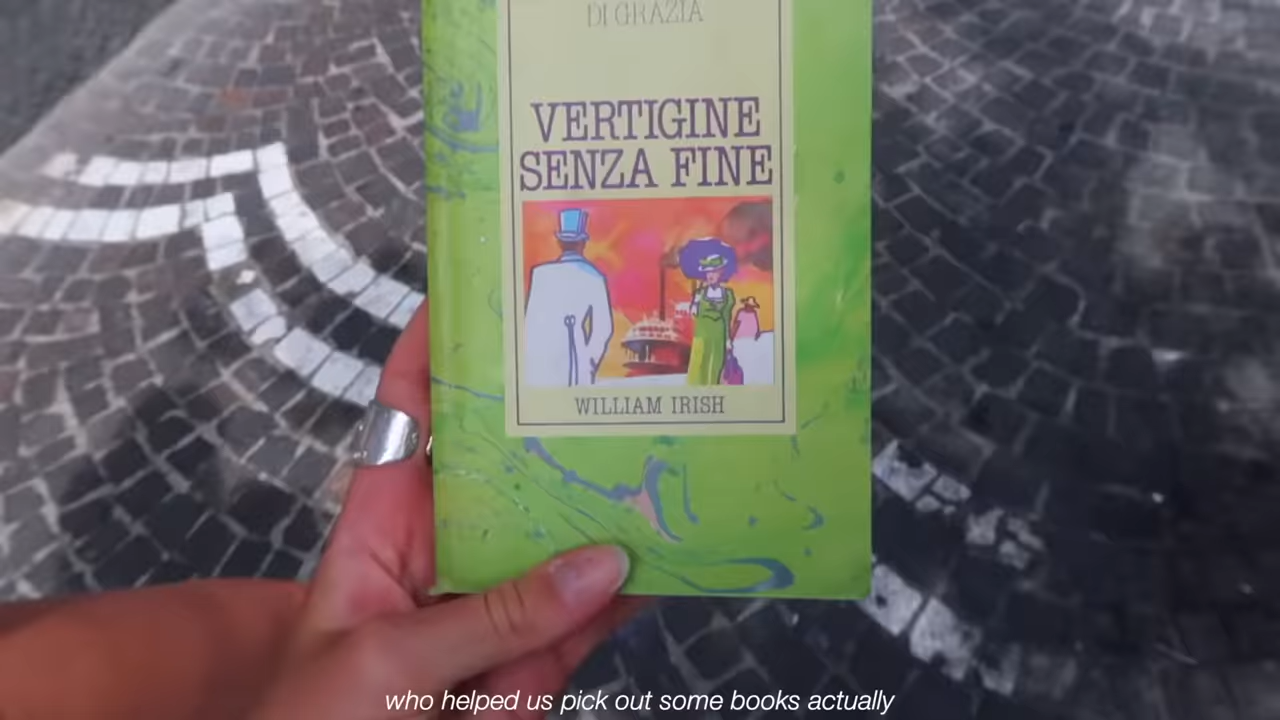 DI GRAZIA
VERTIGINE
SENZA FINE
WILLIAM IRISH
who helped us pick out some books actually